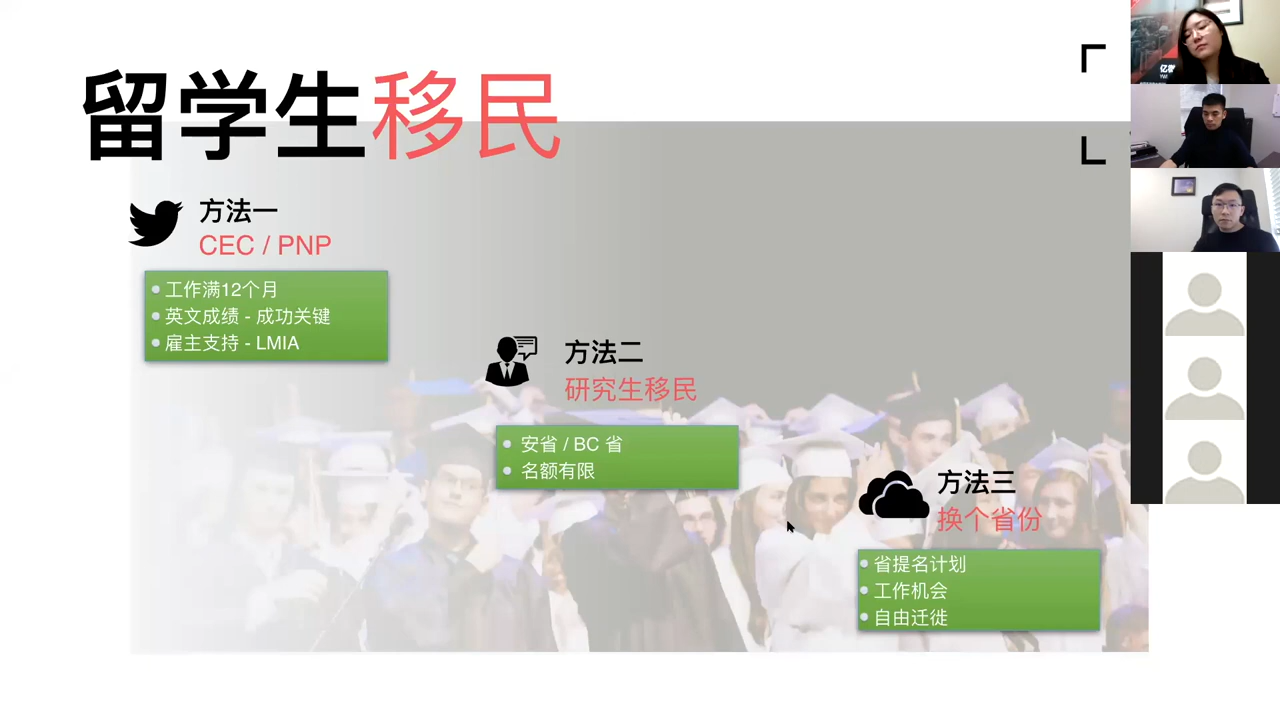 留学生移民
方法一
CEC / PNP
工作满12个月
英文成绩 - 成功关键
雇主支持 - LMIA
方法二
研究生移民
安省 / BC 省
名额有限
方法三
换个省份
省提名计划
工作机会
自由迁徙